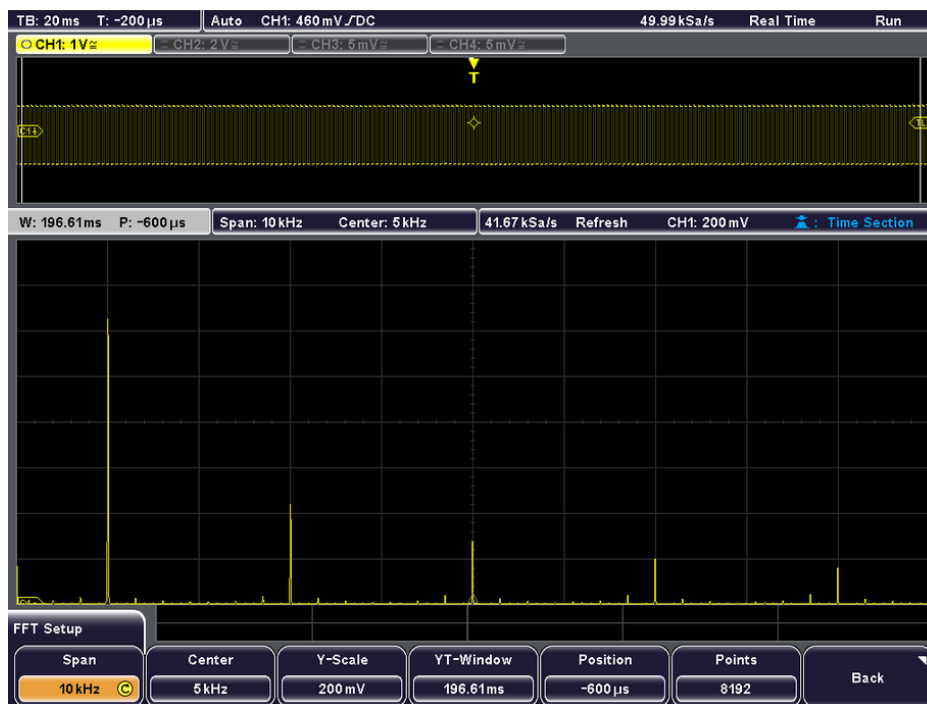 TB: 20 ms T: -200 µs Auto CH1: 460 mV DC 49.99 kSa/s Real Time Run
CH1: 1 V CH2: 2 V CH3: 5 mV CH4: 5 mV
T
C1 TL
W: 196.61 ms P: -600 µs Span: 10 kHz Center: 5 kHz 41.67 kSa/s Refresh CH1: 200 mV : Time Section
FFT Setup
Span Center Y-Scale YT-Window Position Points Back
10 kHz C 5 kHz 200 mV 196.61 ms -600 µs 8192